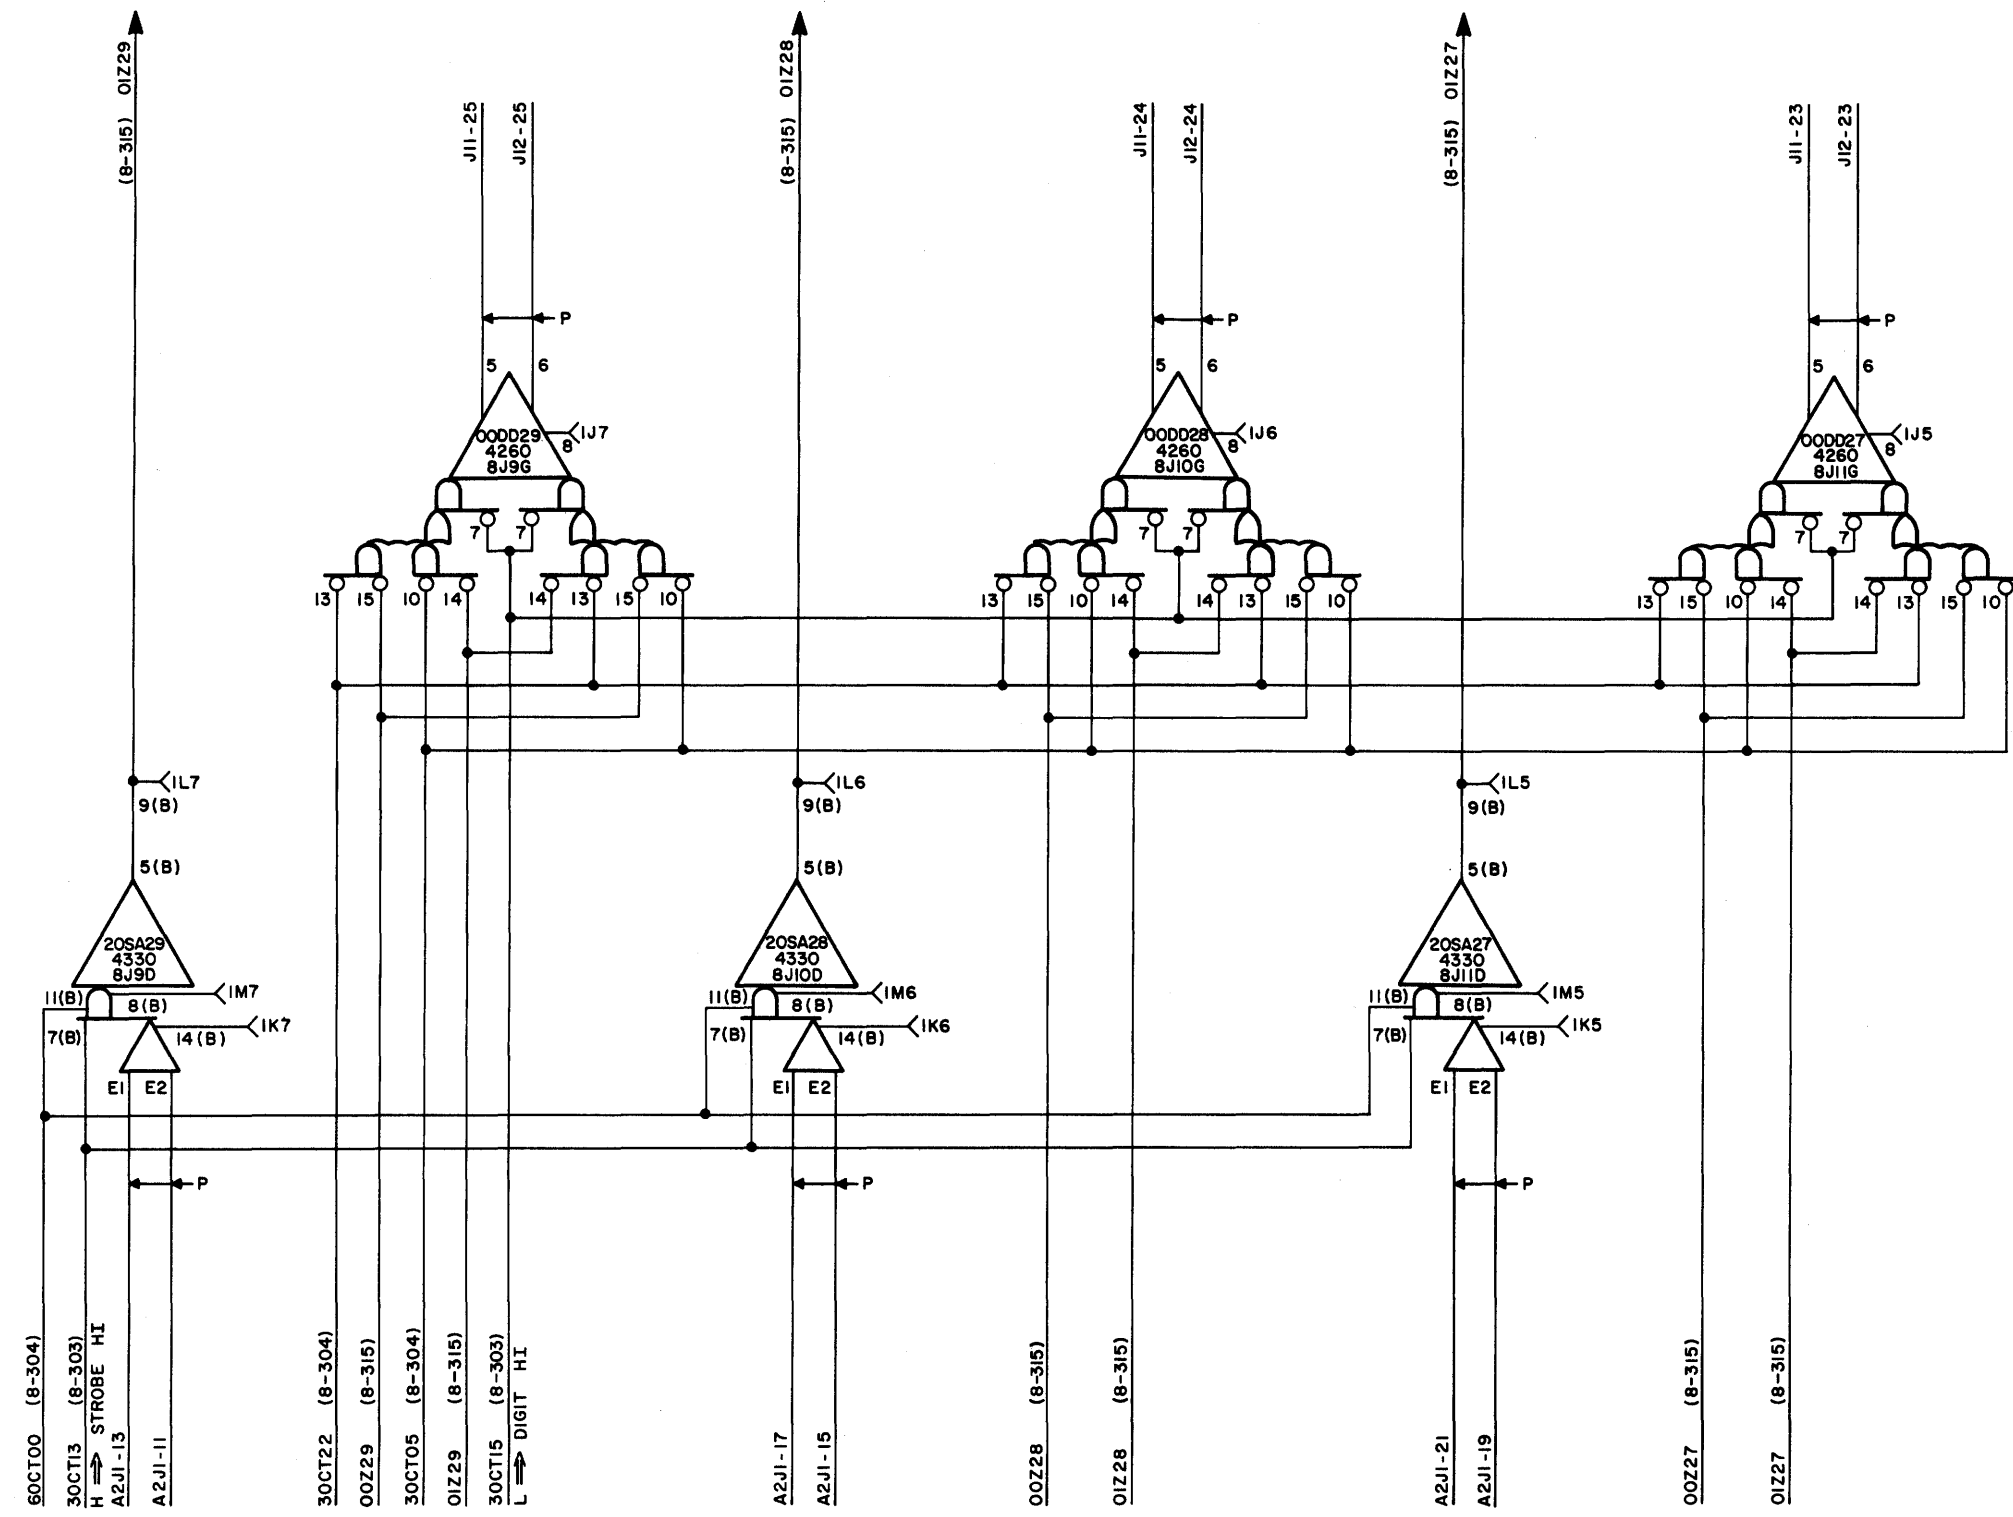 (8-315) 01Z29
J11-25
J12-25
(8-315) 01Z28
J11-24
J12-24
(8-315) 01Z27
J11-23
J12-23
P
P
P
5 6
5 6
5 6
00DD29
4260
8J9G
8
1J7
00DD28
4260
8J10G
8
1J6
00DD27
4260
8J11G
8
1J5
7 7
7 7
7 7
13 15 10 14 14 13 15 10
13 15 10 14 14 13 15 10
13 15 10 14 14 13 15 10
1L7
9(B)
5(B)
1L6
9(B)
5(B)
1L5
9(B)
5(B)
20SA29
4330
8J9D
11(B)
8(B)
1M7
7(B)
14(B)
1K7
E1 E2
20SA28
4330
8J10D
11(B)
8(B)
1M6
7(B)
14(B)
1K6
E1 E2
20SA27
4330
8J11D
11(B)
8(B)
1M5
7(B)
14(B)
1K5
E1 E2
P
P
P
60CT00 (8-304)
30CT13 (8-303)
H ⇒ STROBE HI
A2J1-13
A2J1-11
30CT22 (8-304)
00Z29 (8-315)
30CT05 (8-304)
01Z29 (8-315)
30CT15 (8-303)
L ⇒ DIGIT HI
A2J1-17
A2J1-15
00Z28 (8-315)
01Z28 (8-315)
A2J1-21
A2J1-19
00Z27 (8-315)
01Z27 (8-315)